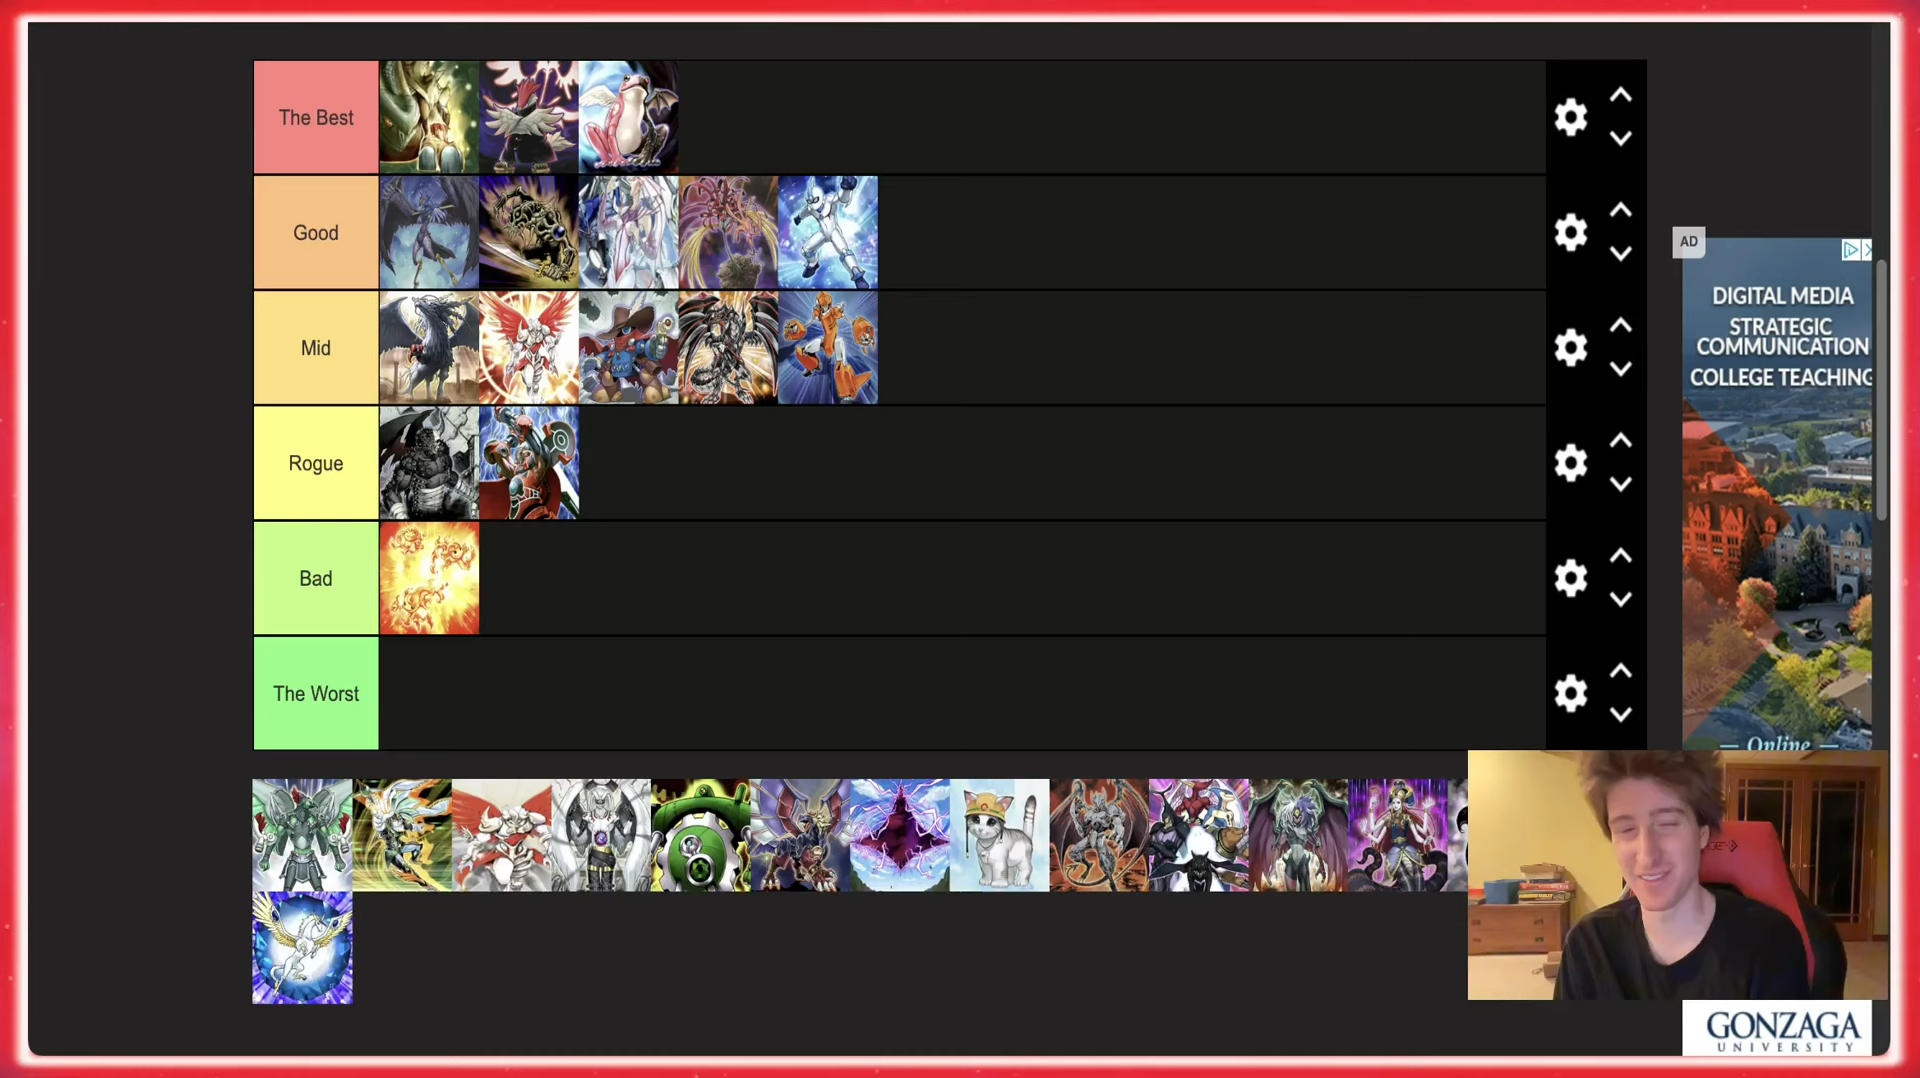 The Best
Good
Mid
Rogue
Bad
The Worst
AD
DIGITAL MEDIA
STRATEGIC
COMMUNICATION
COLLEGE TEACHING
— Online —
GONZAGA
UNIVERSITY